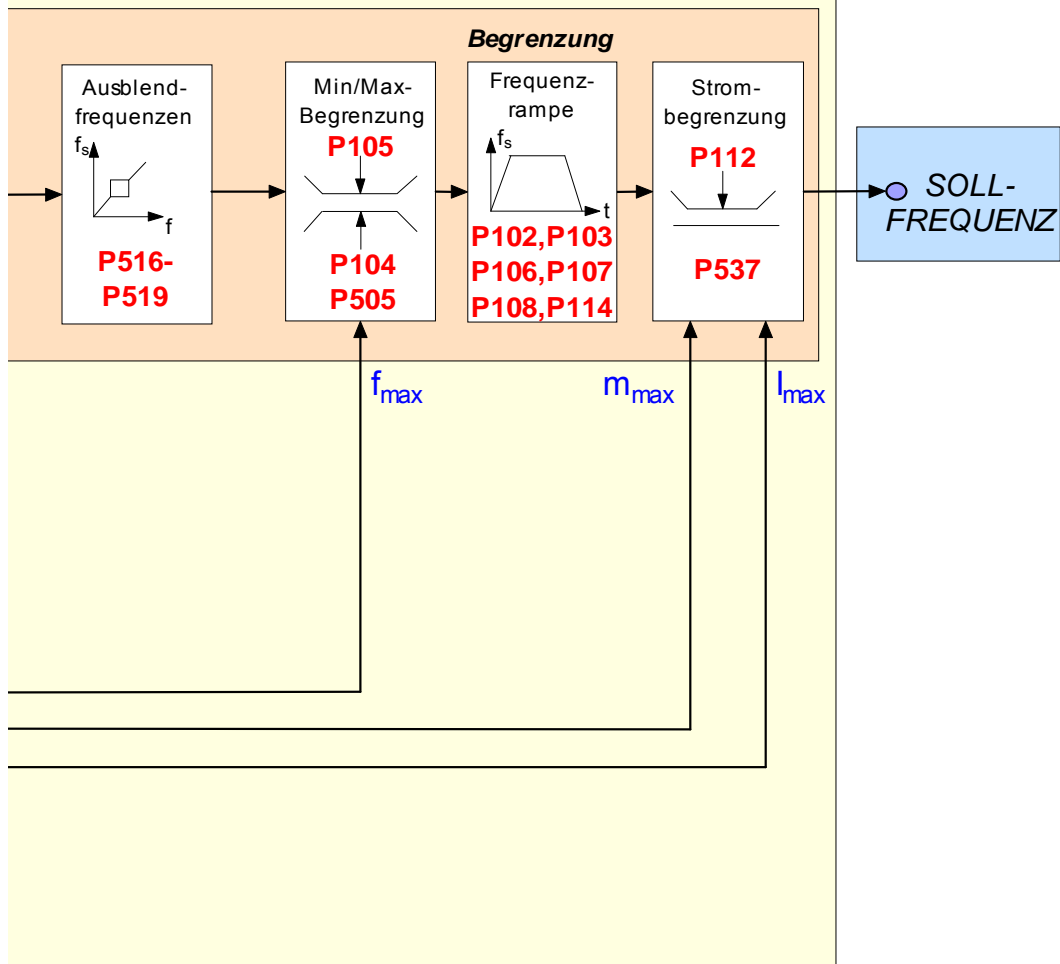 Begrenzung
Ausblend-
frequenzen
fs
f
P516-
P519
Min/Max-
Begrenzung
P105
P104
P505
Frequenz-
rampe
fs
t
P102,P103
P106,P107
P108,P114
Strom-
begrenzung
P112
P537
SOLL-
FREQUENZ
fmax
mmax
Imax